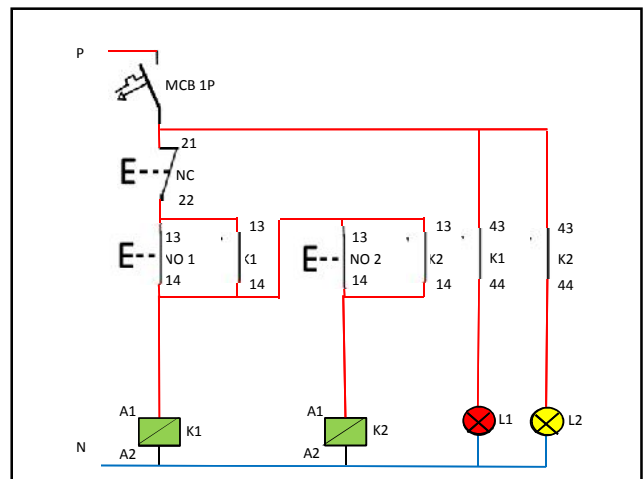 P
MCB 1P
21
NC
22
13 13 13 13 43 43
NO 1 K1 NO 2 K2 K1 K2
14 14 14 14 44 44
A1 A1
K1 K2 L1 L2
N A2 A2